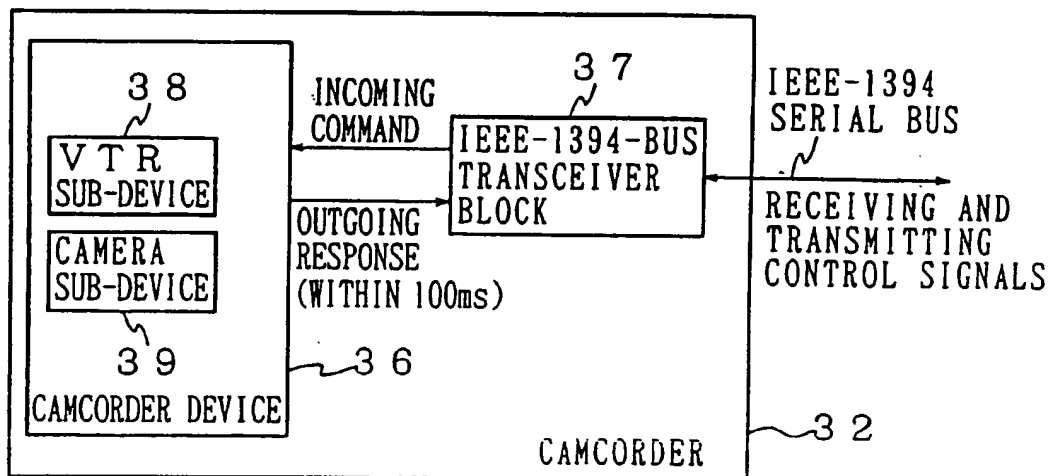 38
VTR
SUB-DEVICE
CAMERA
SUB-DEVICE
39
CAMCORDER DEVICE
36
INCOMING
COMMAND
OUTGOING
RESPONSE
(WITHIN 100ms)
37
IEEE-1394-BUS
TRANSCEIVER
BLOCK
IEEE-1394
SERIAL BUS
RECEIVING AND
TRANSMITTING
CONTROL SIGNALS
32
CAMCORDER